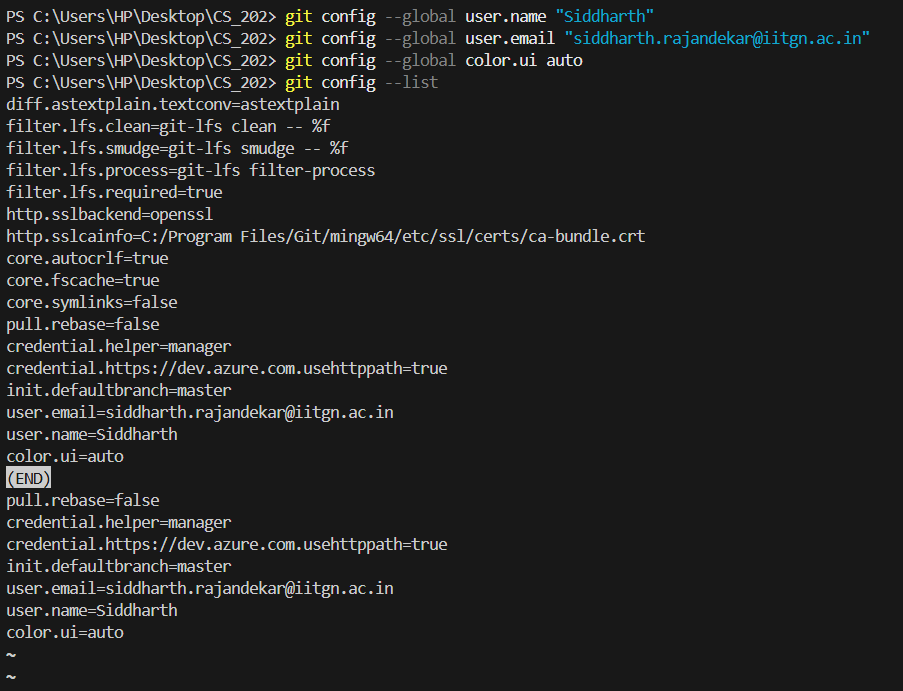 PS C:\Users\HP\Desktop\CS_202> git config --global user.name "Siddharth"
PS C:\Users\HP\Desktop\CS_202> git config --global user.email "siddharth.rajandekar@iitgn.ac.in"
PS C:\Users\HP\Desktop\CS_202> git config --global color.ui auto
PS C:\Users\HP\Desktop\CS_202> git config --list
diff.astextplain.textconv=astextplain
filter.lfs.clean=git-lfs clean -- %f
filter.lfs.smudge=git-lfs smudge -- %f
filter.lfs.process=git-lfs filter-process
filter.lfs.required=true
http.sslbackend=openssl
http.sslcainfo=C:/Program Files/Git/mingw64/etc/ssl/certs/ca-bundle.crt
core.autocrlf=true
core.fscache=true
core.symlinks=false
pull.rebase=false
credential.helper=manager
credential.https://dev.azure.com.usehttppath=true
init.defaultbranch=master
user.email=siddharth.rajandekar@iitgn.ac.in
user.name=Siddharth
color.ui=auto
(END)
pull.rebase=false
credential.helper=manager
credential.https://dev.azure.com.usehttppath=true
init.defaultbranch=master
user.email=siddharth.rajandekar@iitgn.ac.in
user.name=Siddharth
color.ui=auto
~
~